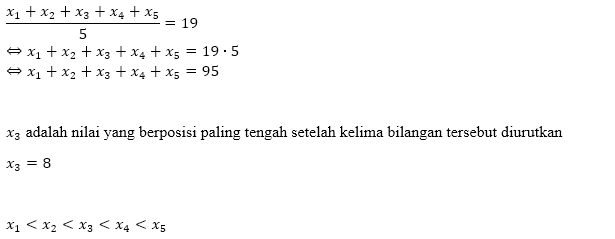 x₁ + x₂ + x₃ + x₄ + x₅
5
= 19
⇔ x₁ + x₂ + x₃ + x₄ + x₅ = 19 · 5
⇔ x₁ + x₂ + x₃ + x₄ + x₅ = 95
x₃ adalah nilai yang berposisi paling tengah setelah kelima bilangan tersebut diurutkan
x₃ = 8
x₁ < x₂ < x₃ < x₄ < x₅